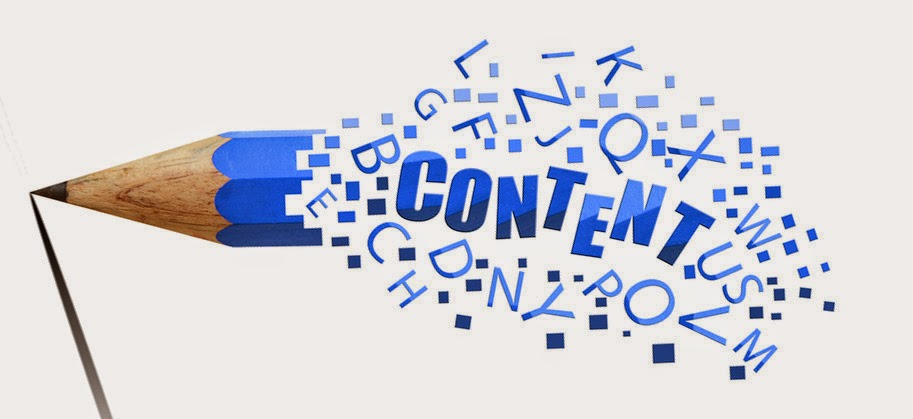 L I K
G Z
B F J Q X
CONTENT
E W
C D P U S
H N Y O V M